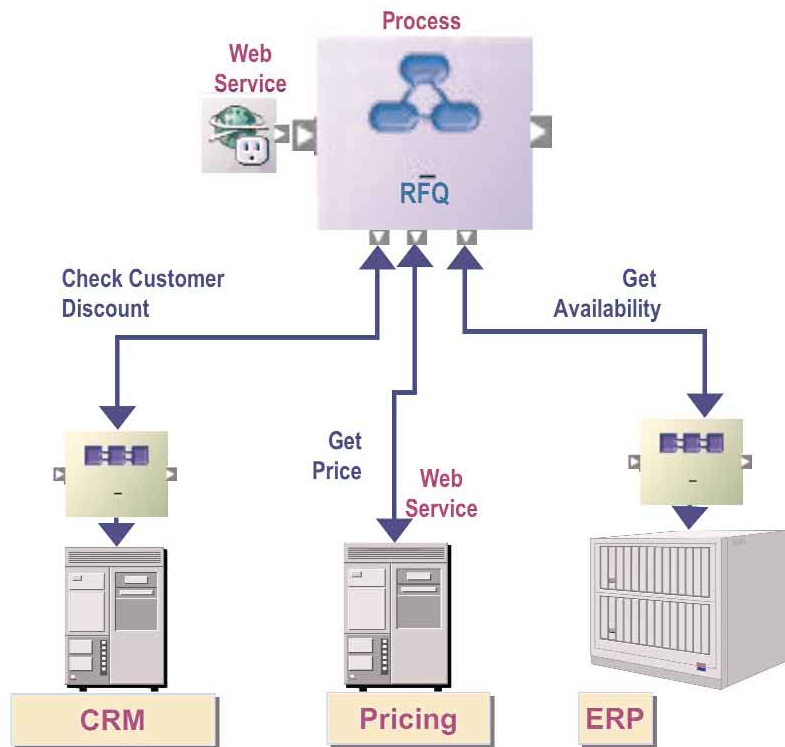 Process
Web
Service
RFQ
Check Customer
Discount
Get
Availability
Get
Price
Web
Service
CRM
Pricing
ERP